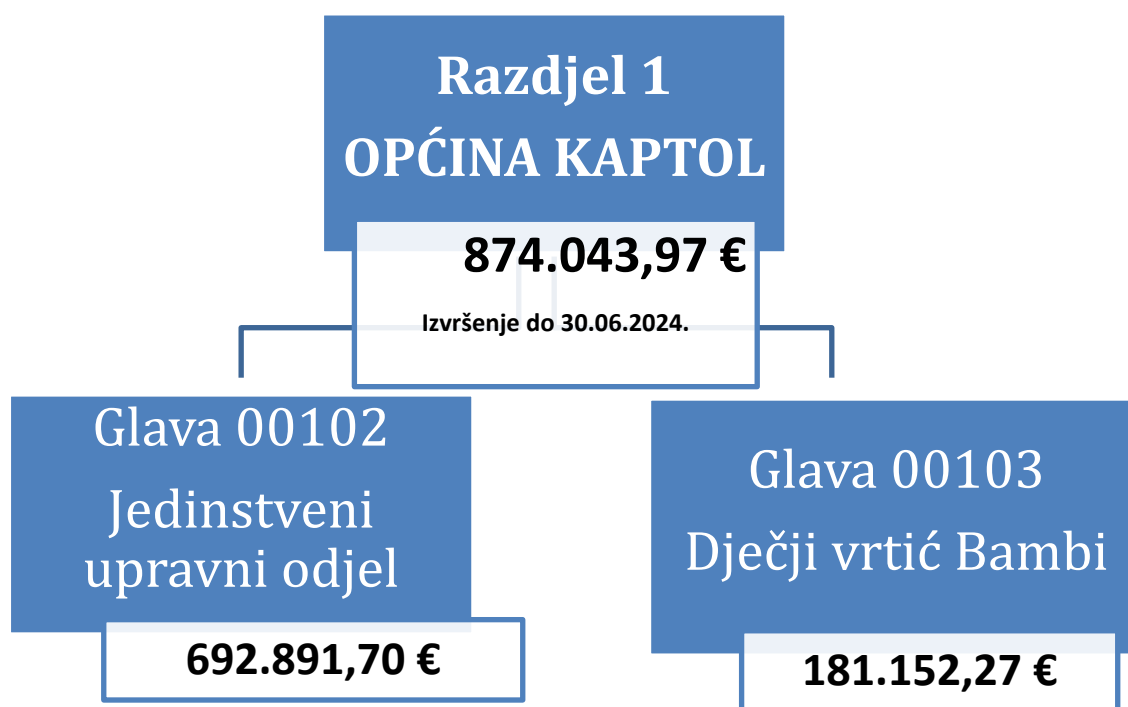 Razdjel 1
OPĆINA KAPTOL
874.043,97 €
Izvršenje do 30.06.2024.
Glava 00102
Jedinstveni
upravni odjel
692.891,70 €
Glava 00103
Dječji vrtić Bambi
181.152,27 €